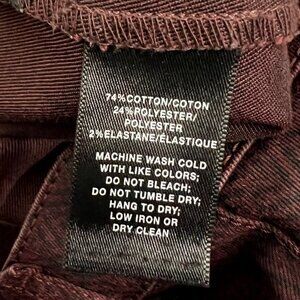 74%COTTON/COTON
24%POLYESTER/
POLYESTER
2%ELASTANE/ÉLASTIQUE
MACHINE WASH COLD
WITH LIKE COLORS;
DO NOT BLEACH;
DO NOT TUMBLE DRY;
HANG TO DRY;
LOW IRON OR
DRY CLEAN